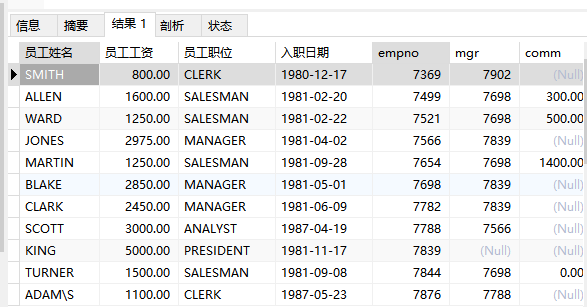 信息 摘要 结果 1 剖析 状态
员工姓名 员工工资 员工职位 入职日期 empno mgr comm
SMITH 800.00 CLERK 1980-12-17 7369 7902 (Null)
ALLEN 1600.00 SALESMAN 1981-02-20 7499 7698 300.00
WARD 1250.00 SALESMAN 1981-02-22 7521 7698 500.00
JONES 2975.00 MANAGER 1981-04-02 7566 7839 (Null)
MARTIN 1250.00 SALESMAN 1981-09-28 7654 7698 1400.00
BLAKE 2850.00 MANAGER 1981-05-01 7698 7839 (Null)
CLARK 2450.00 MANAGER 1981-06-09 7782 7839 (Null)
SCOTT 3000.00 ANALYST 1987-04-19 7788 7566 (Null)
KING 5000.00 PRESIDENT 1981-11-17 7839 (Null) (Null)
TURNER 1500.00 SALESMAN 1981-09-08 7844 7698 0.00
ADAM\S 1100.00 CLERK 1987-05-23 7876 7788 (Null)